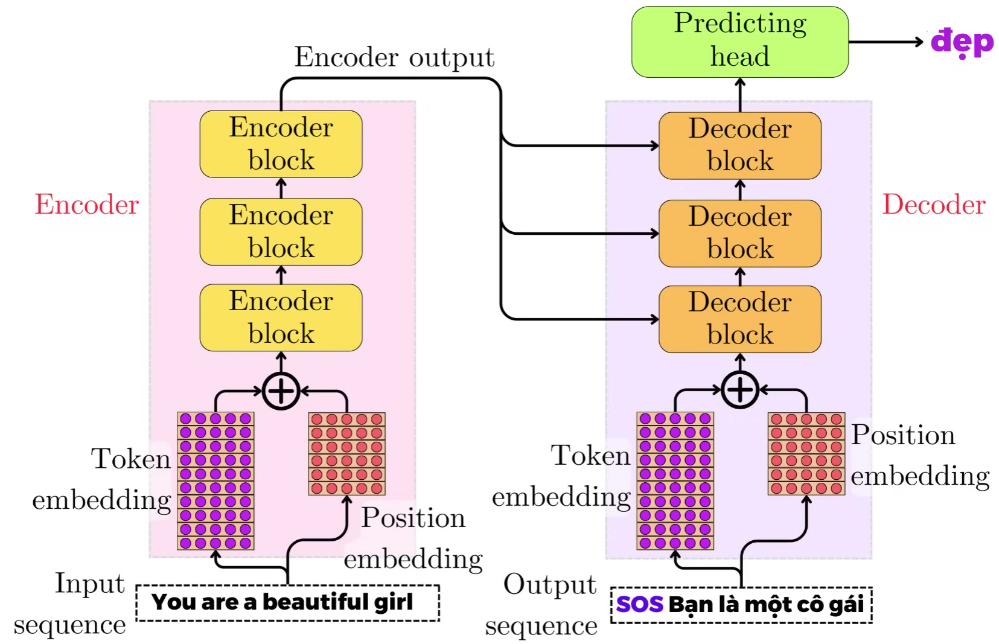 Predicting
head
đẹp
Encoder output
Encoder
block
Encoder
block
Encoder
block
Encoder
Token
embedding
Position
embedding
Input
sequence
You are a beautiful girl
Decoder
block
Decoder
block
Decoder
block
Decoder
Token
embedding
Position
embedding
Output
sequence
SOS Bạn là một cô gái